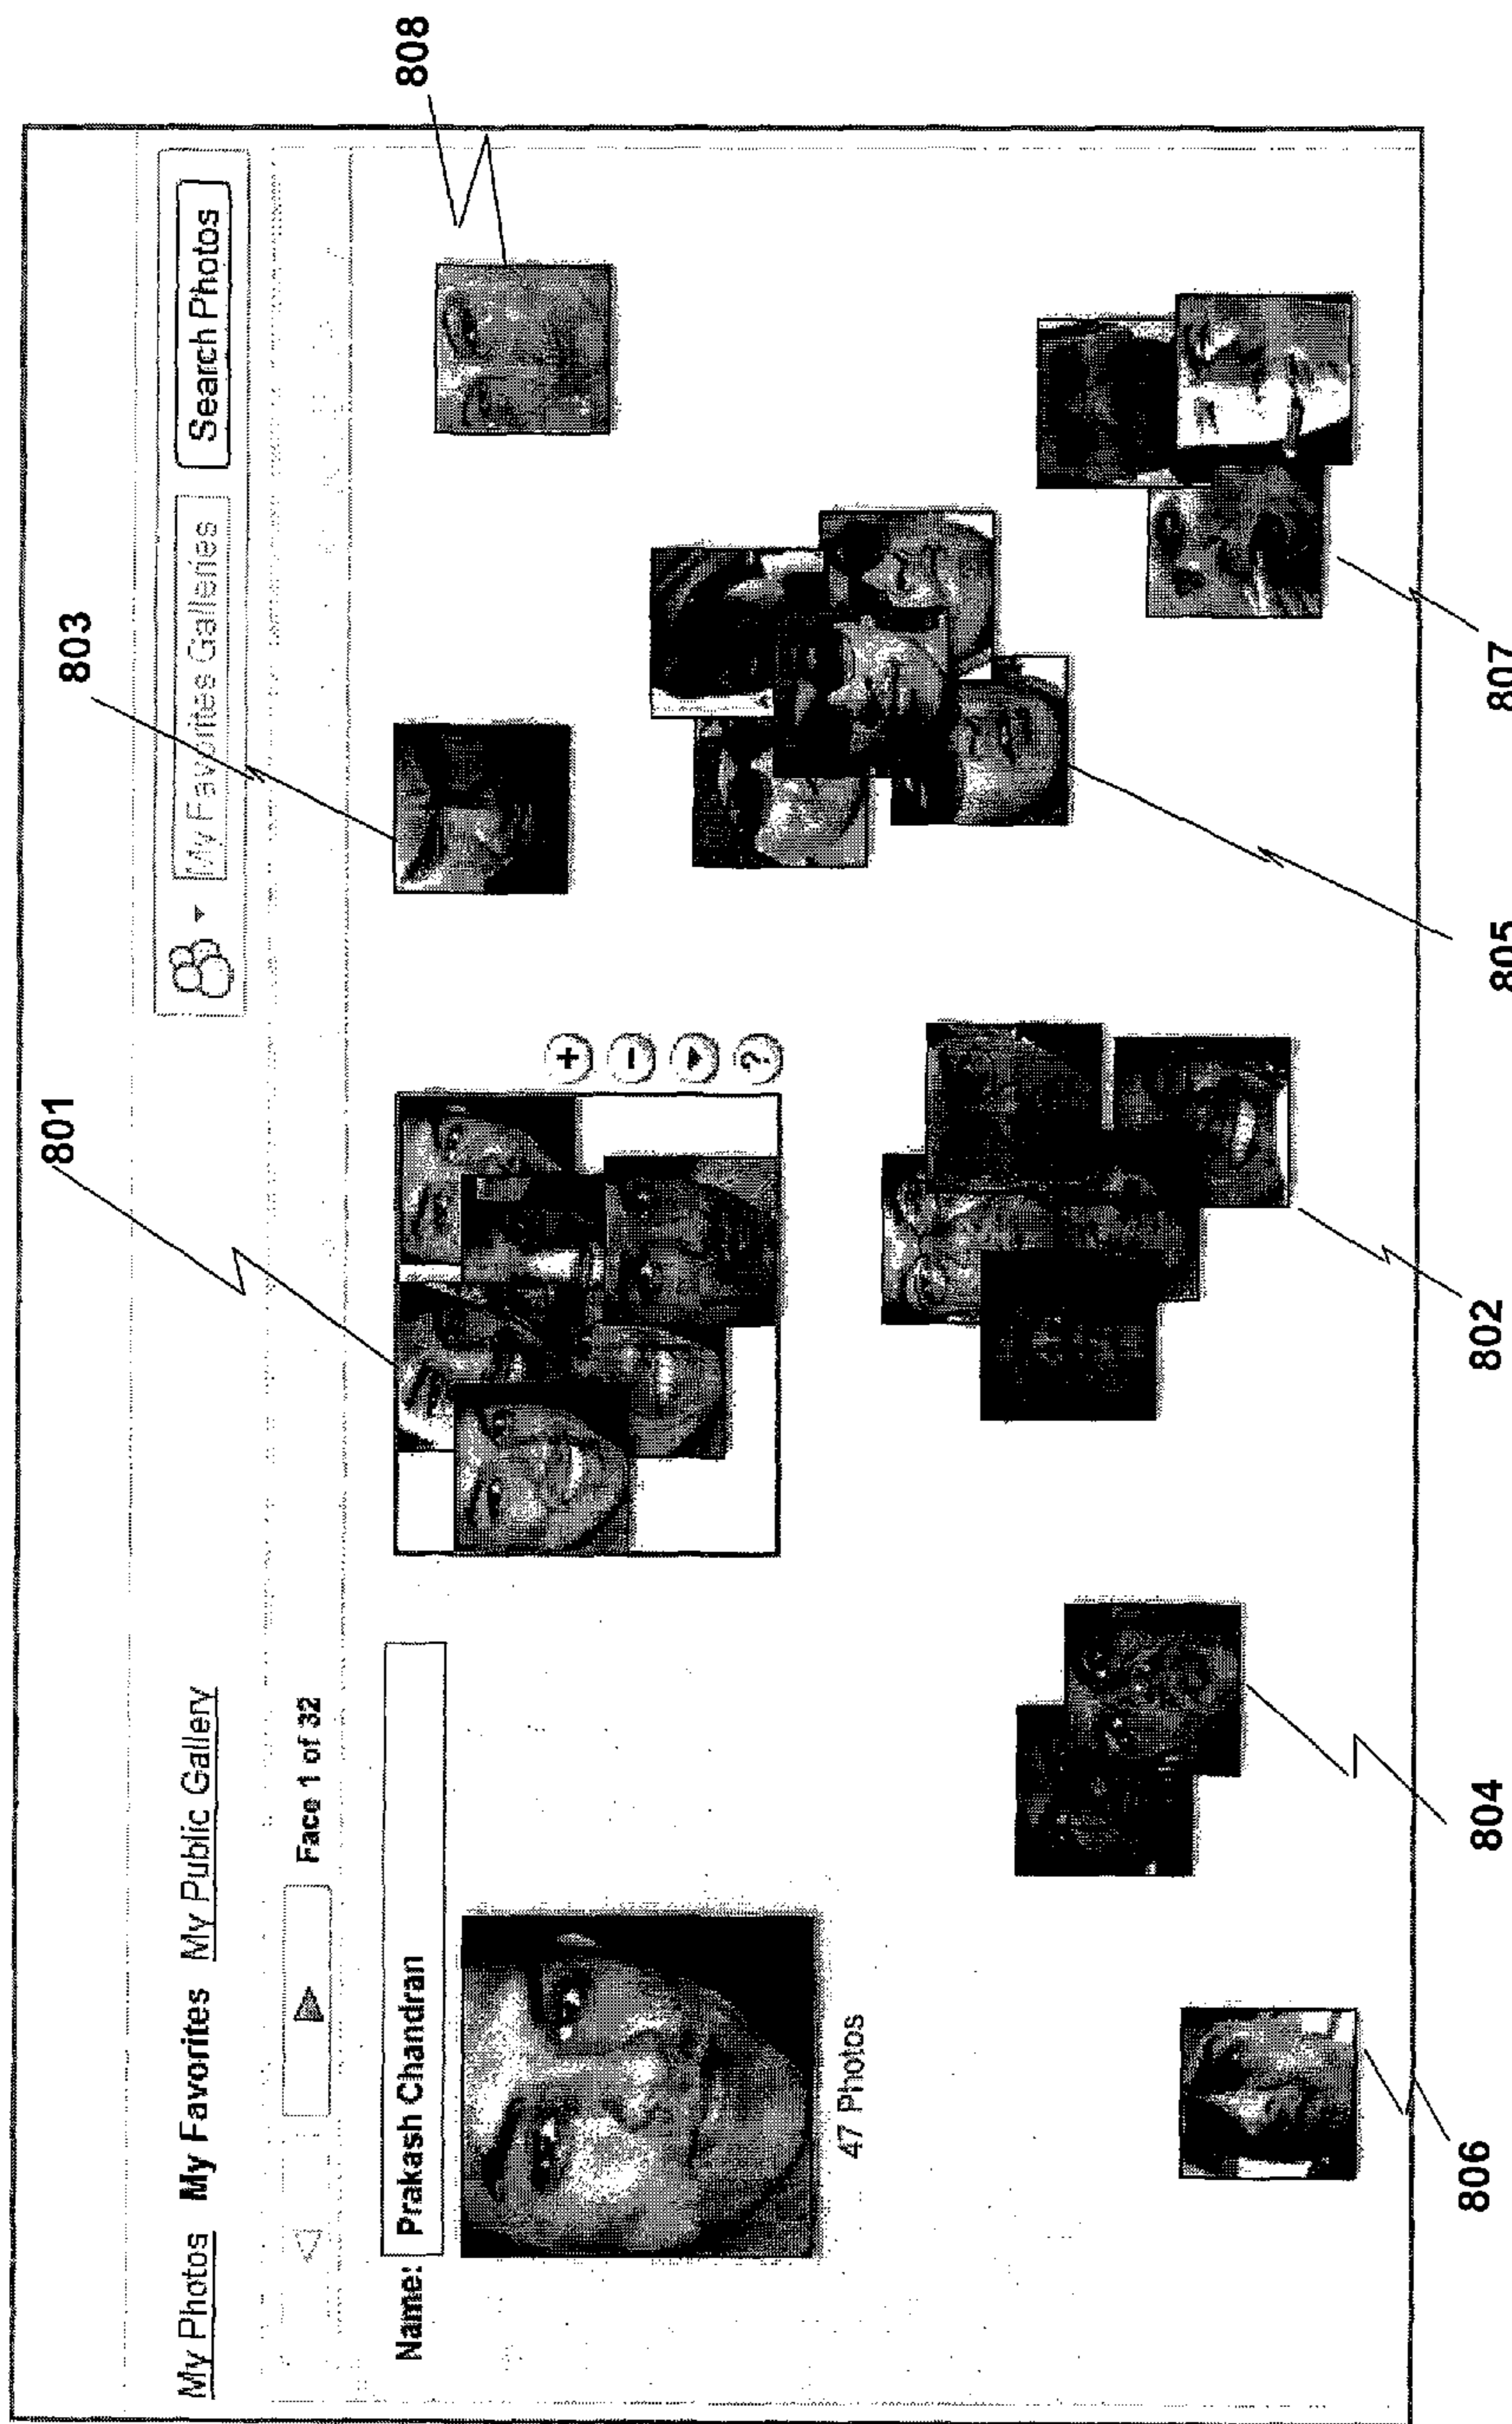 808
803
801
My Photos My Favorites My Public Gallery
My Favorites Galleries
Search Photos
Face 1 of 32
Name: Prakash Chandran
+
−
?
47 Photos
806
804
802
805
807